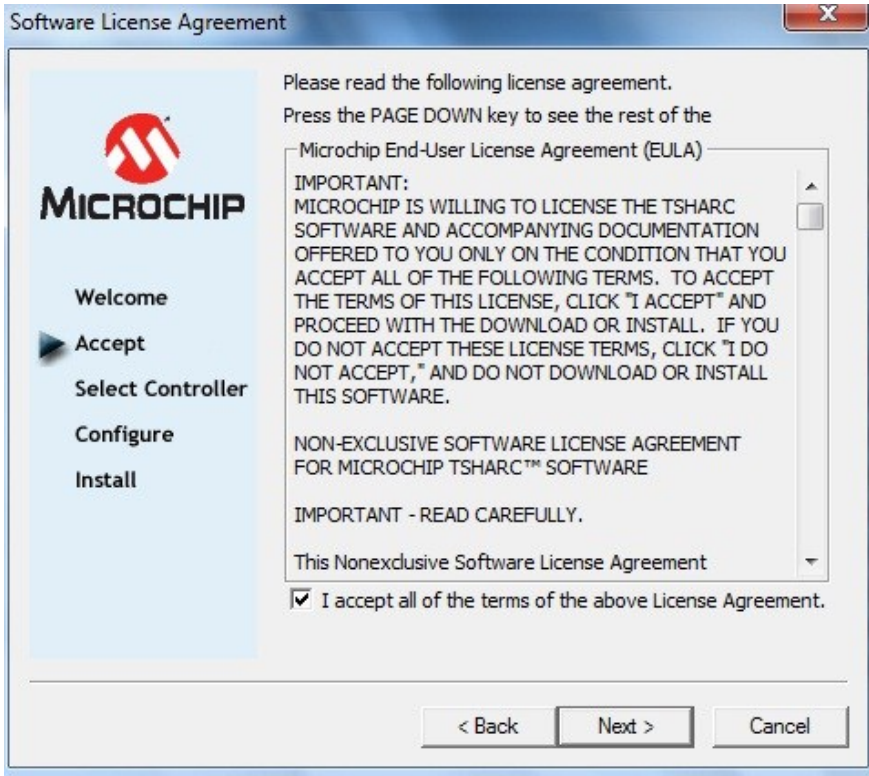 Software License Agreement
X
MICROCHIP
Welcome
Accept
Select Controller
Configure
Install
Please read the following license agreement.
Press the PAGE DOWN key to see the rest of the
Microchip End-User License Agreement (EULA)
IMPORTANT:
MICROCHIP IS WILLING TO LICENSE THE TSHARC
SOFTWARE AND ACCOMPANYING DOCUMENTATION
OFFERED TO YOU ONLY ON THE CONDITION THAT YOU
ACCEPT ALL OF THE FOLLOWING TERMS. TO ACCEPT
THE TERMS OF THIS LICENSE, CLICK "I ACCEPT" AND
PROCEED WITH THE DOWNLOAD OR INSTALL. IF YOU
DO NOT ACCEPT THESE LICENSE TERMS, CLICK "I DO
NOT ACCEPT," AND DO NOT DOWNLOAD OR INSTALL
THIS SOFTWARE.
NON-EXCLUSIVE SOFTWARE LICENSE AGREEMENT
FOR MICROCHIP TSHARC™ SOFTWARE
IMPORTANT - READ CAREFULLY.
This Nonexclusive Software License Agreement
I accept all of the terms of the above License Agreement.
< Back
Next >
Cancel